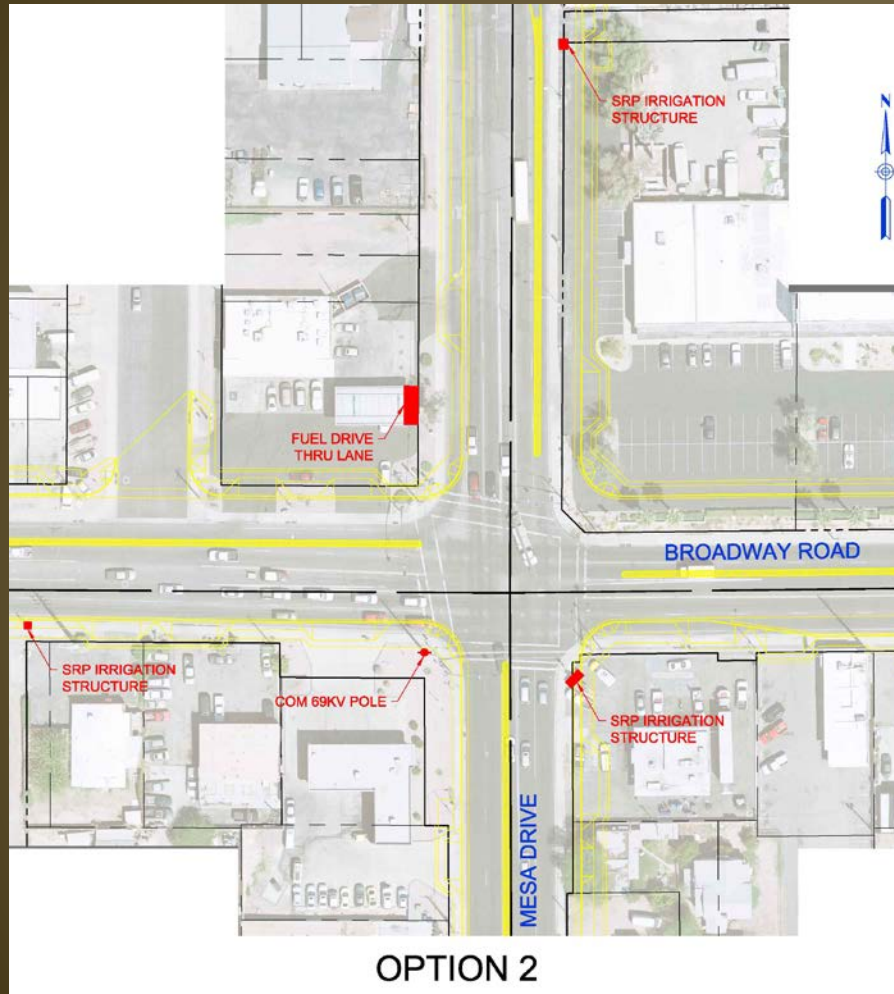 SRP IRRIGATION
STRUCTURE
N
FUEL DRIVE
THRU LANE
BROADWAY ROAD
SRP IRRIGATION
STRUCTURE
COM 69KV POLE
SRP IRRIGATION
STRUCTURE
MESA DRIVE
OPTION 2